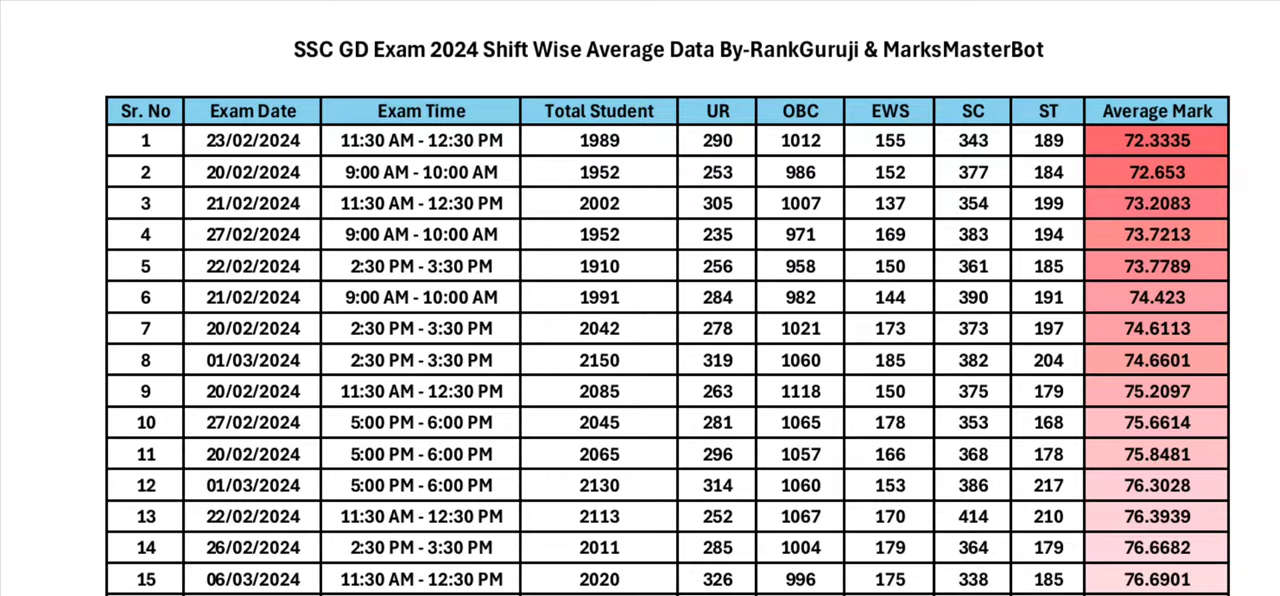 SSC GD Exam 2024 Shift Wise Average Data By-RankGuruji & MarksMasterBot
Sr. No Exam Date Exam Time Total Student UR OBC EWS SC ST Average Mark
1 23/02/2024 11:30 AM - 12:30 PM 1989 290 1012 155 343 189 72.3335
2 20/02/2024 9:00 AM - 10:00 AM 1952 253 986 152 377 184 72.653
3 21/02/2024 11:30 AM - 12:30 PM 2002 305 1007 137 354 199 73.2083
4 27/02/2024 9:00 AM - 10:00 AM 1952 235 971 169 383 194 73.7213
5 22/02/2024 2:30 PM - 3:30 PM 1910 256 958 150 361 185 73.7789
6 21/02/2024 9:00 AM - 10:00 AM 1991 284 982 144 390 191 74.423
7 20/02/2024 2:30 PM - 3:30 PM 2042 278 1021 173 373 197 74.6113
8 01/03/2024 2:30 PM - 3:30 PM 2150 319 1060 185 382 204 74.6601
9 20/02/2024 11:30 AM - 12:30 PM 2085 263 1118 150 375 179 75.2097
10 27/02/2024 5:00 PM - 6:00 PM 2045 281 1065 178 353 168 75.6614
11 20/02/2024 5:00 PM - 6:00 PM 2065 296 1057 166 368 178 75.8481
12 01/03/2024 5:00 PM - 6:00 PM 2130 314 1060 153 386 217 76.3028
13 22/02/2024 11:30 AM - 12:30 PM 2113 252 1067 170 414 210 76.3939
14 26/02/2024 2:30 PM - 3:30 PM 2011 285 1004 179 364 179 76.6682
15 06/03/2024 11:30 AM - 12:30 PM 2020 326 996 175 338 185 76.6901